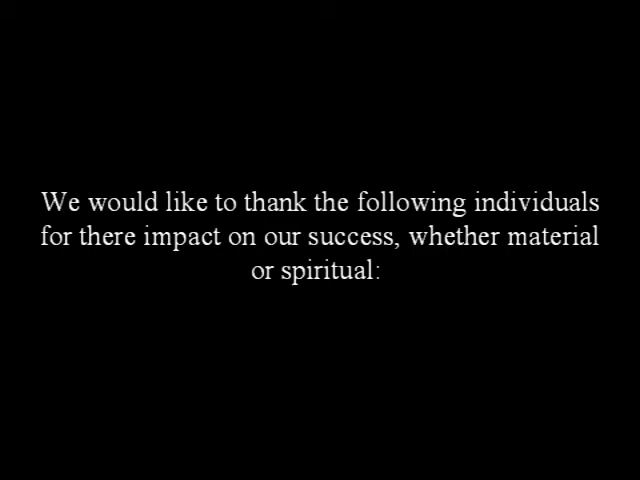 We would like to thank the following individuals
for there impact on our success, whether material
or spiritual: